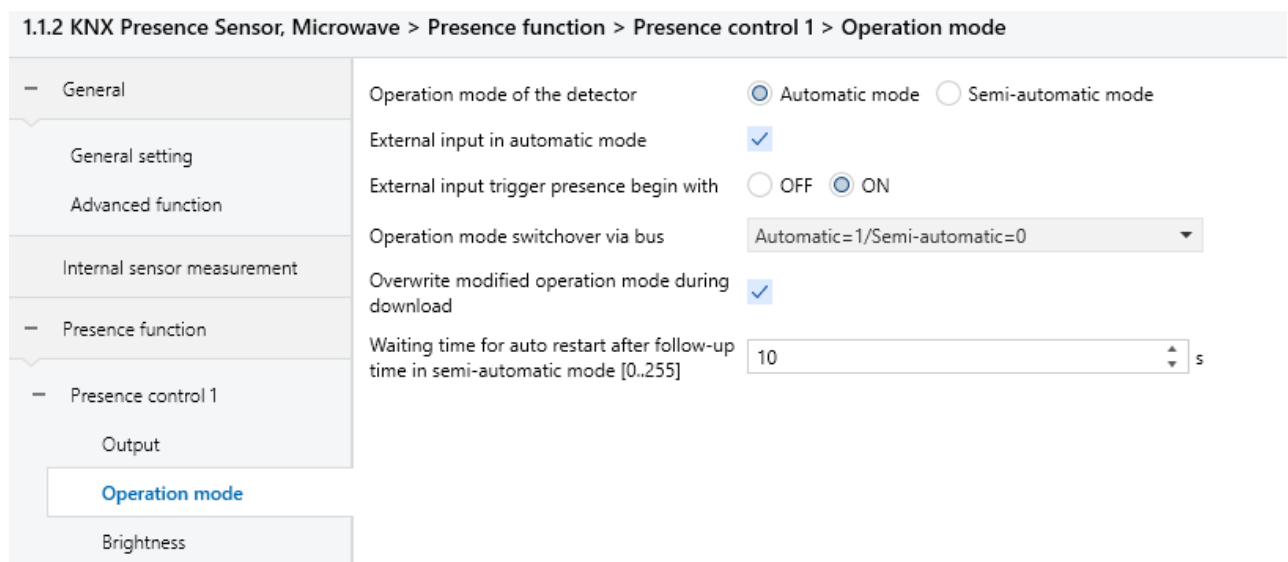 1.1.2 KNX Presence Sensor, Microwave > Presence function > Presence control 1 > Operation mode
General
General setting
Advanced function
Internal sensor measurement
Presence function
Presence control 1
Output
Operation mode
Brightness
Operation mode of the detector
Automatic mode Semi-automatic mode
External input in automatic mode
External input trigger presence begin with
OFF ON
Operation mode switchover via bus
Automatic=1/Semi-automatic=0
Overwrite modified operation mode during
download
Waiting time for auto restart after follow-up
time in semi-automatic mode [0..255]
10 s